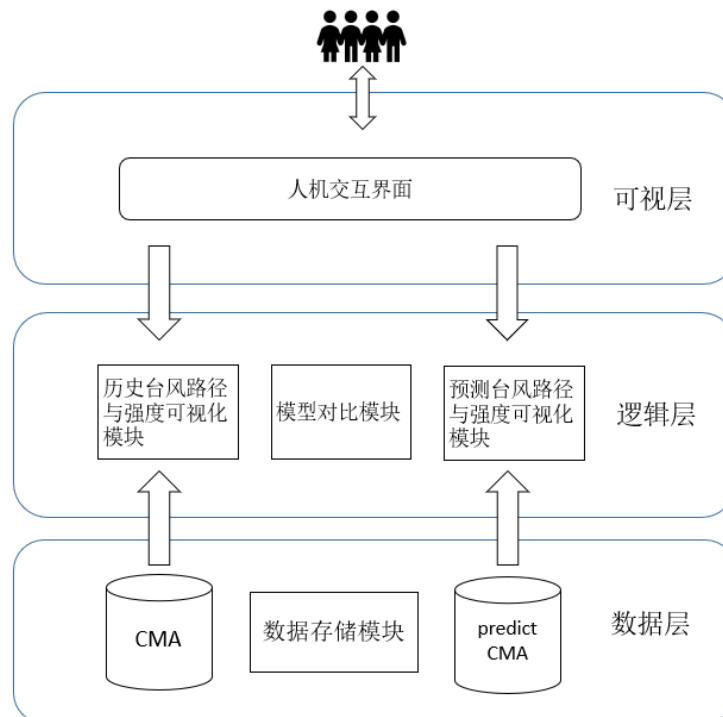 人机交互界面
可视层
历史台风路径
与强度可视化
模块
模型对比模块
预测台风路径
与强度可视化
模块
逻辑层
CMA
数据存储模块
predict
CMA
数据层